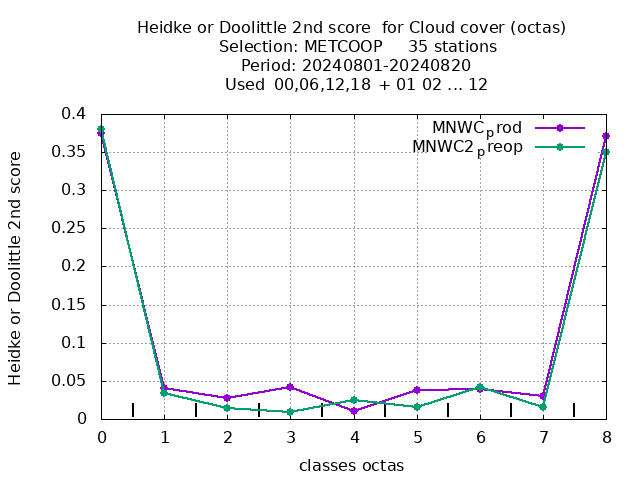 Heidke or Doolittle 2nd score  for Cloud cover (octas)
Selection: METCOOP     35 stations
Period: 20240801-20240820
Used  00,06,12,18 + 01 02 ... 12
MNWCprod
MNWC2preop
Heidke or Doolittle 2nd score
0.4
0.35
0.3
0.25
0.2
0.15
0.1
0.05
0
0 1 2 3 4 5 6 7 8
classes octas